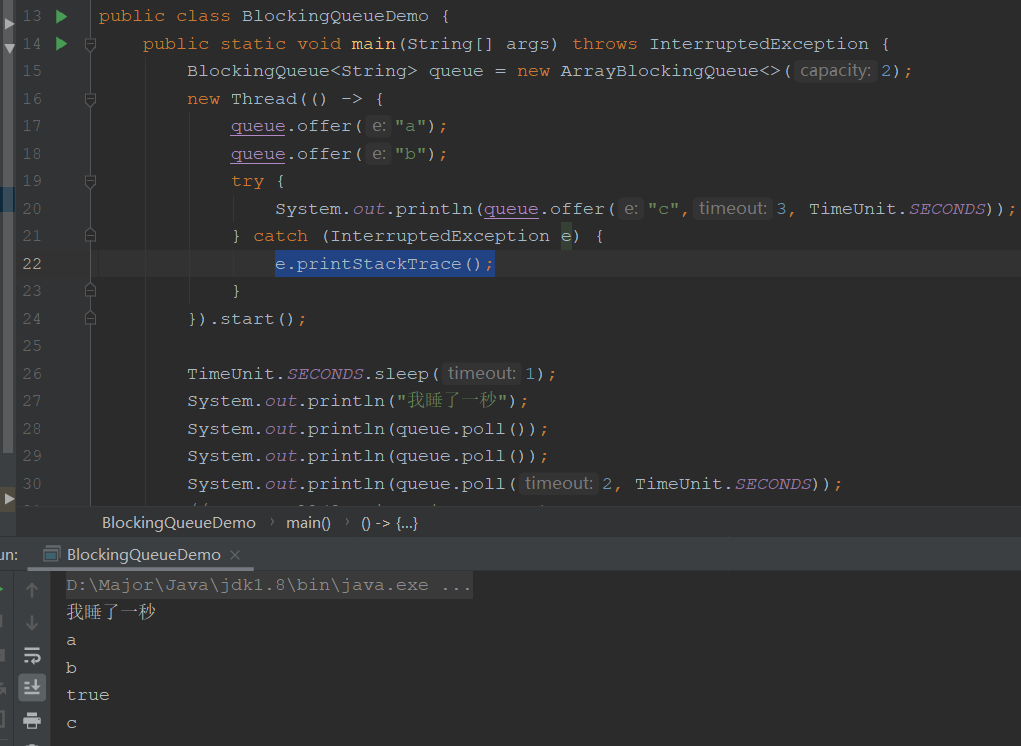 13 public class BlockingQueueDemo {
14 public static void main(String[] args) throws InterruptedException {
15 BlockingQueue<String> queue = new ArrayBlockingQueue<>( capacity: 2);
16 new Thread(() -> {
17 queue.offer( e: "a");
18 queue.offer( e: "b");
19 try {
20 System.out.println(queue.offer( e: "c", timeout: 3, TimeUnit.SECONDS));
21 } catch (InterruptedException e) {
22 e.printStackTrace();
23 }
24 }).start();
25
26 TimeUnit.SECONDS.sleep( timeout: 1);
27 System.out.println("我睡了一秒");
28 System.out.println(queue.poll());
29 System.out.println(queue.poll());
30 System.out.println(queue.poll( timeout: 2, TimeUnit.SECONDS));
BlockingQueueDemo › main() › () -> {...}
un: BlockingQueueDemo ×
D:\Major\Java\jdk1.8\bin\java.exe ...
我睡了一秒
a
b
true
c